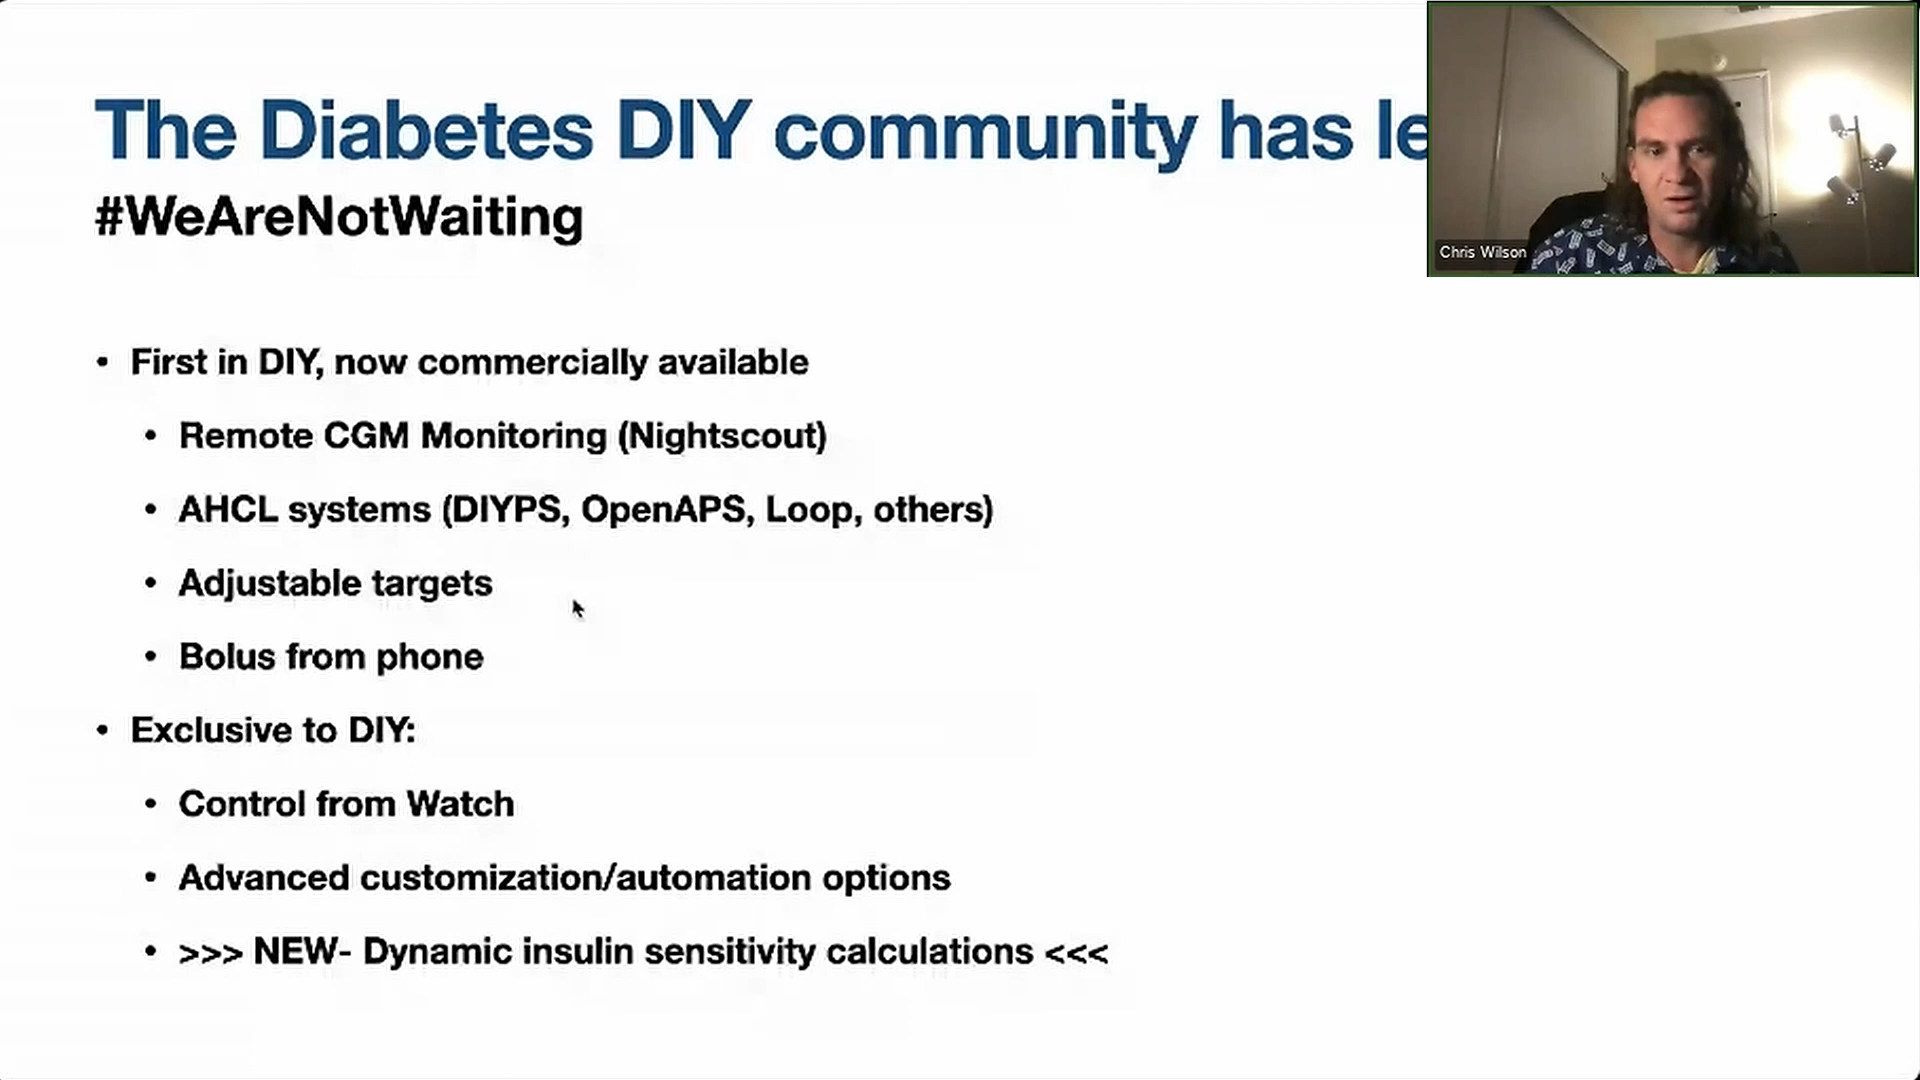 The Diabetes DIY community has le
#WeAreNotWaiting
• First in DIY, now commercially available
• Remote CGM Monitoring (Nightscout)
• AHCL systems (DIYPS, OpenAPS, Loop, others)
• Adjustable targets
• Bolus from phone
• Exclusive to DIY:
• Control from Watch
• Advanced customization/automation options
• >>> NEW- Dynamic insulin sensitivity calculations <<<
Chris Wilson